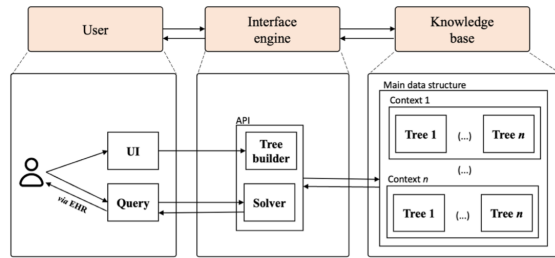 User
Interface
engine
Knowledge
base
Main data structure
Context 1
Tree 1
(...)
Tree n
(...)
Context n
Tree 1
(...)
Tree n
API
Tree
builder
Solver
UI
Query
via EHR